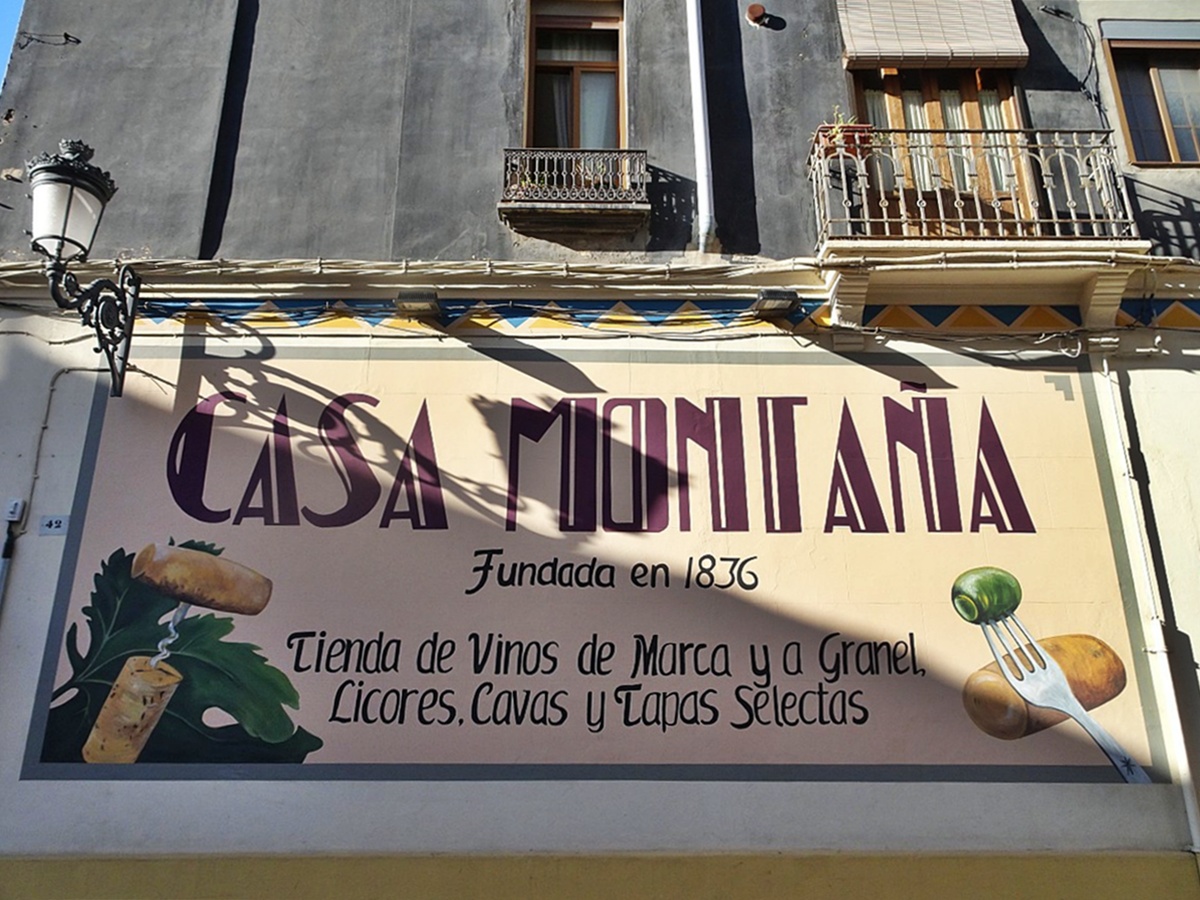 CASA MONTAÑA
Fundada en 1836
42
Tienda de Vinos de Marca y a Granel,
Licores, Cavas y Tapas Selectas